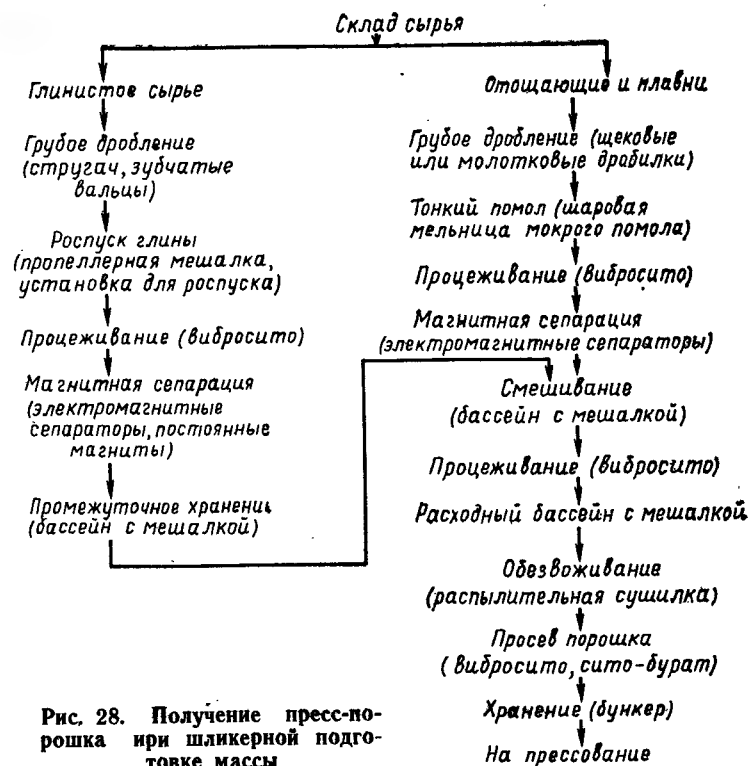 Склад сырья
Глинистое сырье
Грубое дробление
(стругач, зубчатые
вальцы)
Роспуск глины
(пропеллерная мешалка,
установка для роспуска)
Процеживание (вибросито)
Магнитная сепарация
(электромагнитные
сепараторы, постоянные
магниты)
Промежуточное хранение
(бассейн с мешалкой)
Отощающие и плавни
Грубое дробление (щековые
или молотковые дробилки)
Тонкий помол (шаровая
мельница мокрого помола)
Процеживание (вибросито)
Магнитная сепарация
(электромагнитные сепараторы)
Смешивание
(бассейн с мешалкой)
Процеживание (вибросито)
Расходный бассейн с мешалкой
Обезвоживание
(распылительная сушилка)
Просев порошка
(вибросито, сито-бурат)
Хранение (бункер)
На прессование
Рис. 28. Получение пресс-по-
рошка ири шликерной подго-
товке массы